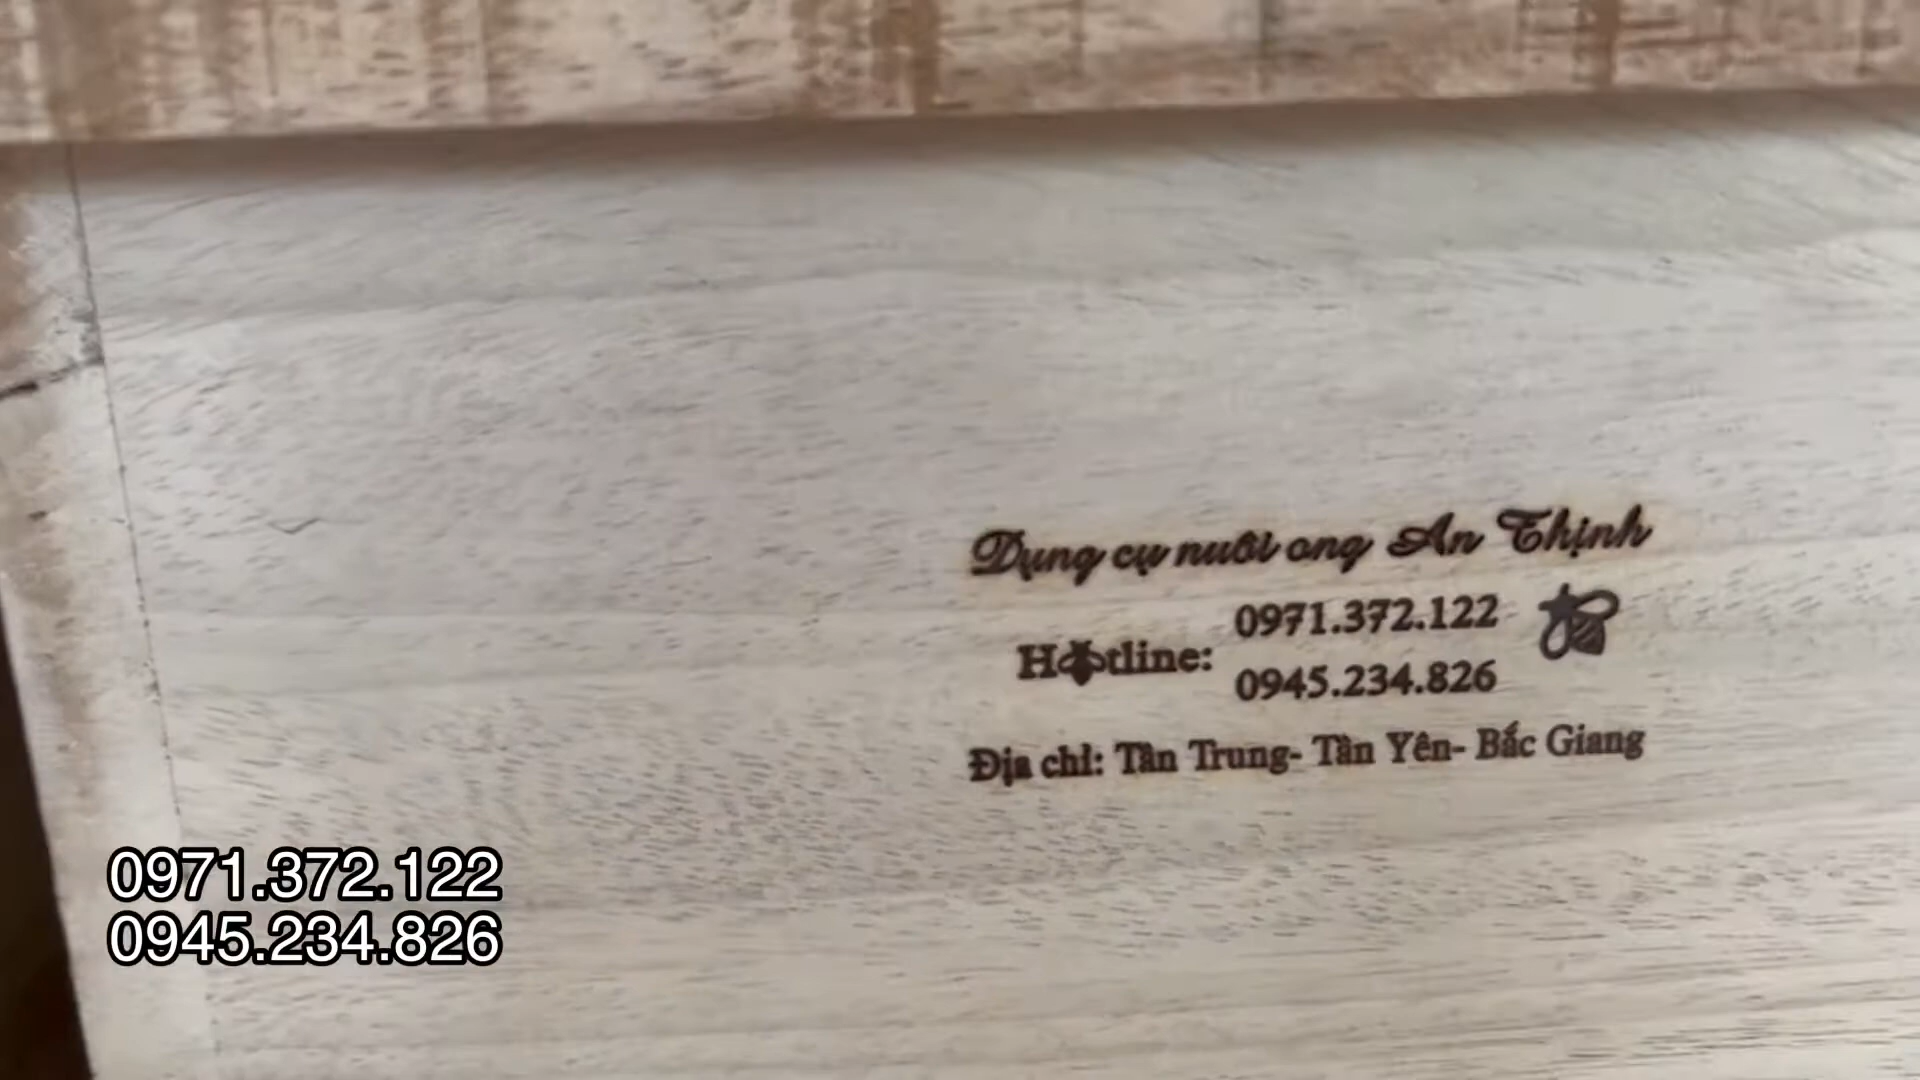 Dụng cụ nuôi ong An Thịnh
Hotline:
0971.372.122
0945.234.826
Địa chỉ: Tân Trung- Tân Yên- Bắc Giang
0971.372.122
0945.234.826